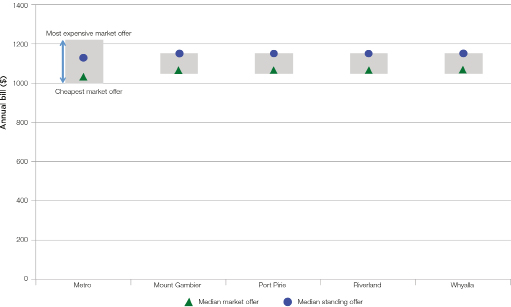 1400
Most expensive market offer
1200
Cheapest market offer
1000
800
600
400
200
0
Annual bill ($)
Metro Mount Gambier Port Pirie Riverland Whyalla
Median market offer Median standing offer